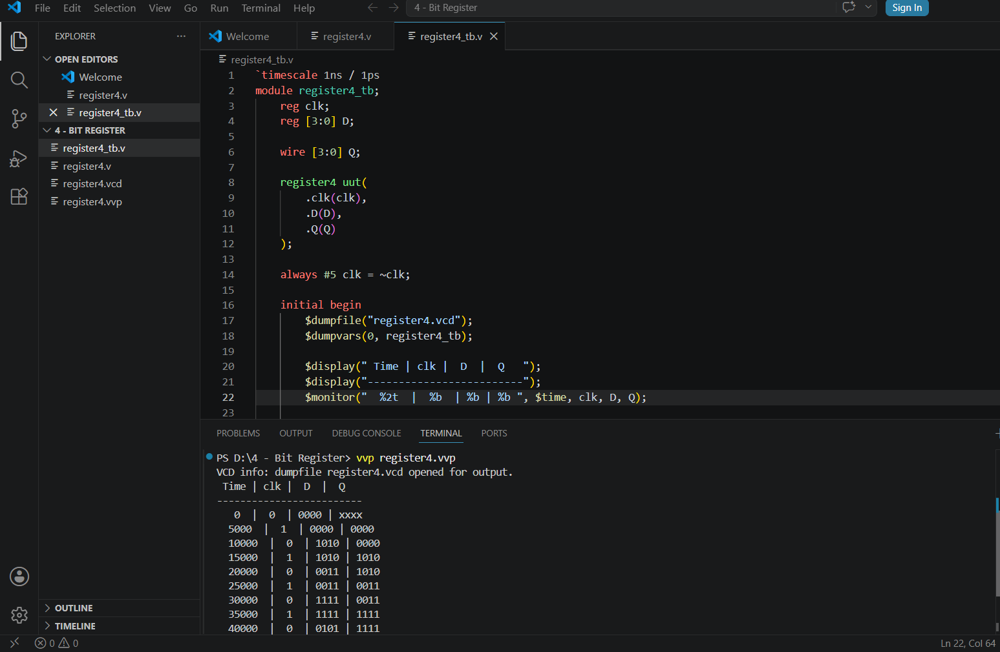 File Edit Selection View Go Run Terminal Help
4 - Bit Register
Sign In
EXPLORER
OPEN EDITORS
Welcome
register4.v
register4_tb.v
4 - BIT REGISTER
register4_tb.v
register4.v
register4.vcd
register4.vvp
OUTLINE
TIMELINE
Welcome register4.v register4_tb.v
register4_tb.v
1 `timescale 1ns / 1ps
2 module register4_tb;
3     reg clk;
4     reg [3:0] D;
5
6     wire [3:0] Q;
7
8     register4 uut(
9         .clk(clk),
10         .D(D),
11         .Q(Q)
12     );
13
14     always #5 clk = ~clk;
15
16     initial begin
17         $dumpfile("register4.vcd");
18         $dumpvars(0, register4_tb);
19
20         $display(" Time | clk |  D  |  Q   ");
21         $display("-------------------------");
22         $monitor("  %2t  |  %b  | %b | %b ", $time, clk, D, Q);
23
PROBLEMS OUTPUT DEBUG CONSOLE TERMINAL PORTS
PS D:\4 - Bit Register> vvp register4.vvp
VCD info: dumpfile register4.vcd opened for output.
 Time | clk |  D  |  Q
-------------------------
   0  |  0  | 0000 | xxxx
  5000  |  1  | 0000 | 0000
  10000  |  0  | 1010 | 0000
  15000  |  1  | 1010 | 1010
  20000  |  0  | 0011 | 1010
  25000  |  1  | 0011 | 0011
  30000  |  0  | 1111 | 0011
  35000  |  1  | 1111 | 1111
  40000  |  0  | 0101 | 1111
0 0
Ln 22, Col 64